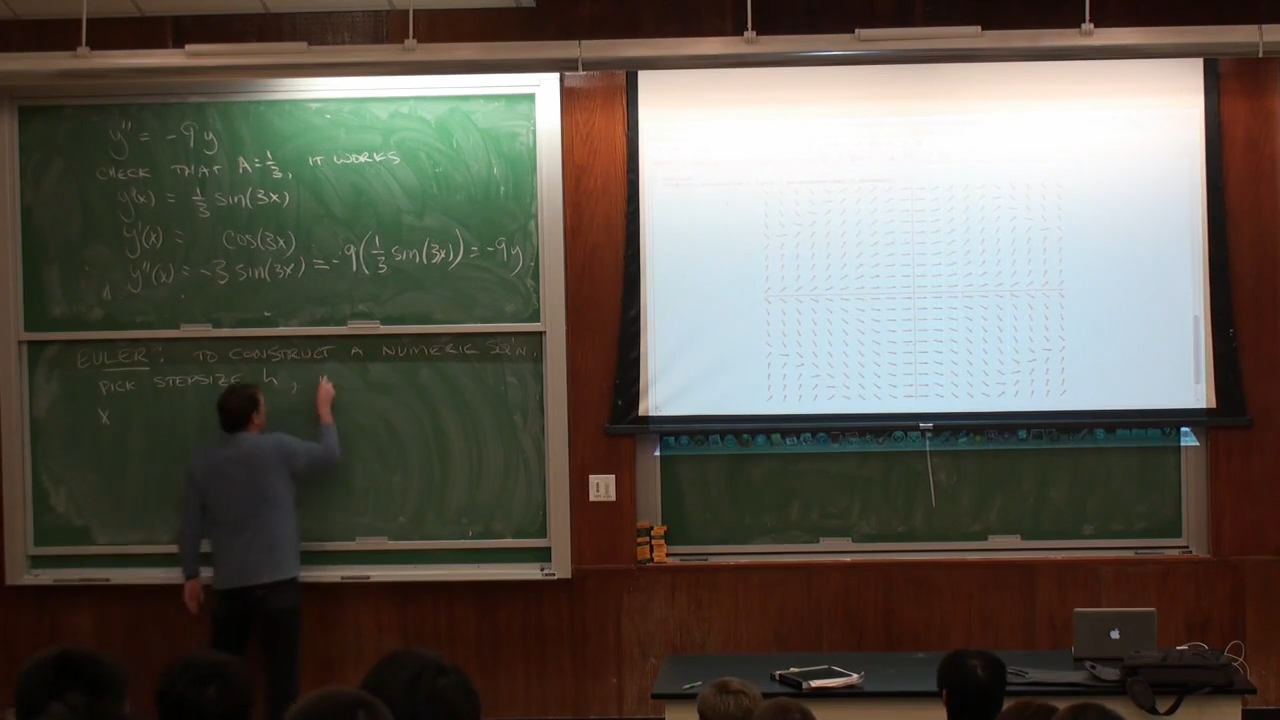 y'' = -9y
CHECK THAT A = 1/3, IT WORKS
y(x) = 1/3 sin(3x)
y'(x) = cos(3x)
y''(x) = -3 sin(3x) = -9(1/3 sin(3x)) = -9y
EULER: TO CONSTRUCT A NUMERIC SO'N,
PICK STEPSIZE h,
x